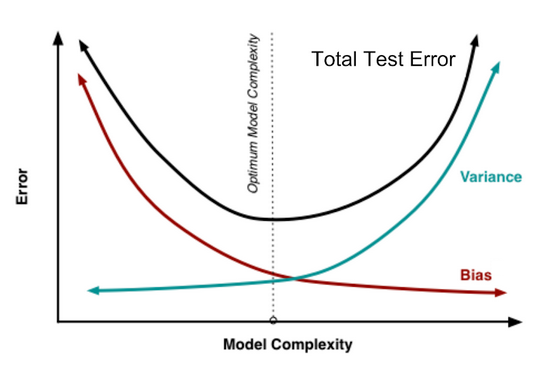 Total Test Error
Optimum Model Complexity
Variance
Error
Bias
Model Complexity